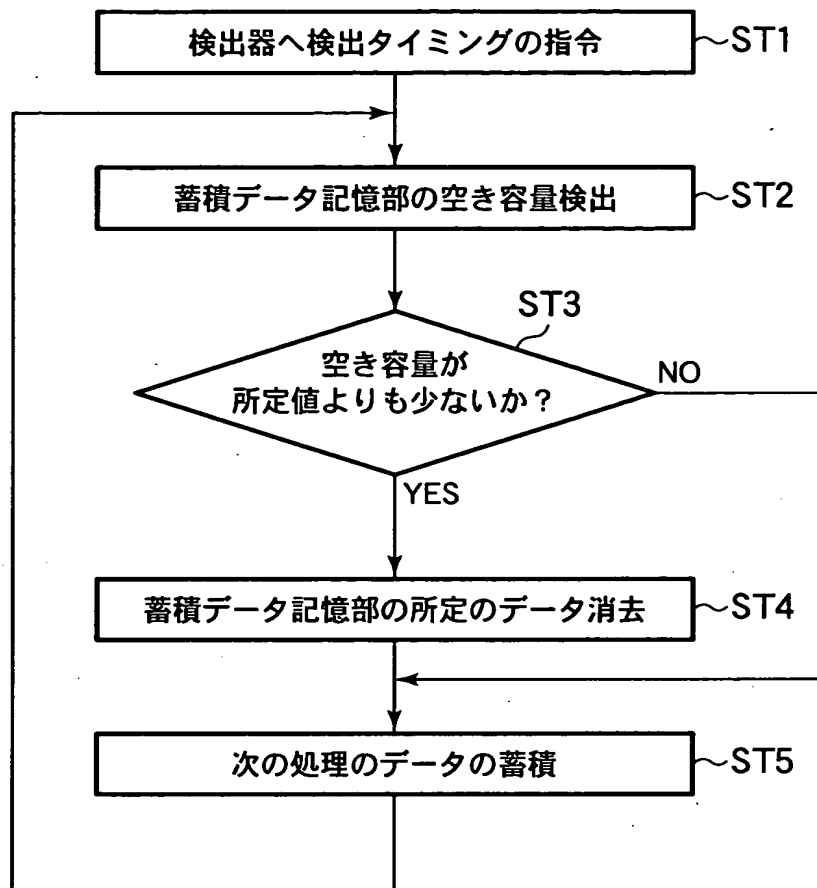 検出器へ検出タイミングの指令 ST1
蓄積データ記憶部の空き容量検出 ST2
ST3
空き容量が
所定値よりも少ないか?
NO
YES
蓄積データ記憶部の所定のデータ消去 ST4
次の処理のデータの蓄積 ST5